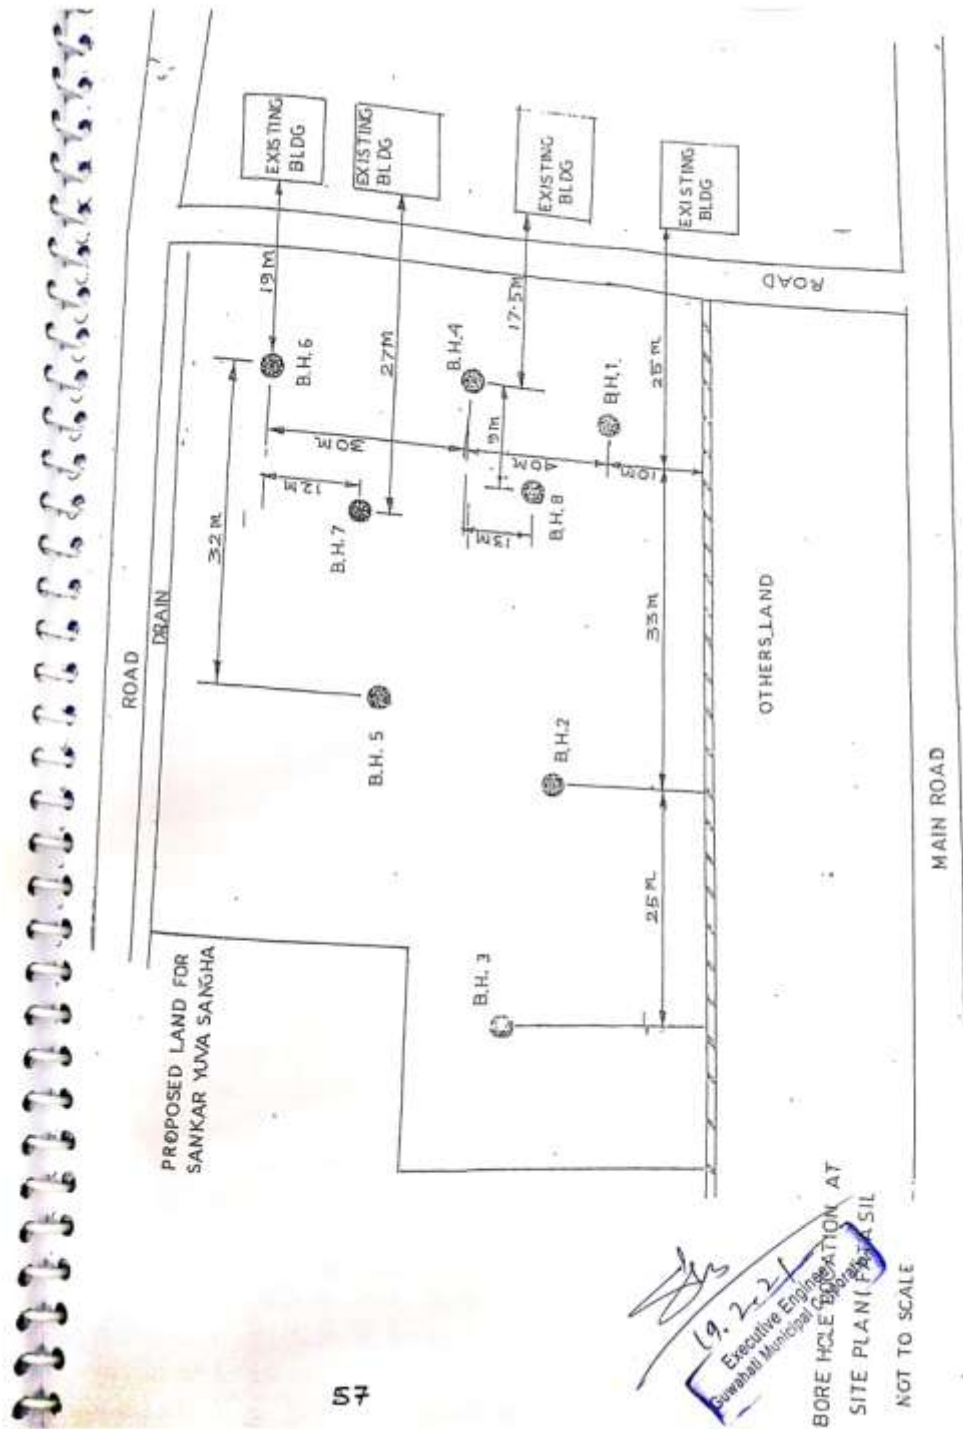 ROAD
DRAIN
EXISTING
BLDG
EXISTING
BLDG
EXISTING
BLDG
EXISTING
BLDG
19M
B.H.6
32M
27M
30M
12M
B.H.7
B.H.4
17.5M
9M
B.H.1
40M
25M
10M
13M
B.H.8
ROAD
B.H.5
33M
B.H.2
OTHERS LAND
25M
B.H.3
MAIN ROAD
PROPOSED LAND FOR
SANKAR YUVA SANGHA
19.2.21
Executive Engineer
Guwahati Municipal Corporation
BORE HOLE LOCATION AT
SITE PLAN (FATASIL
NOT TO SCALE
57